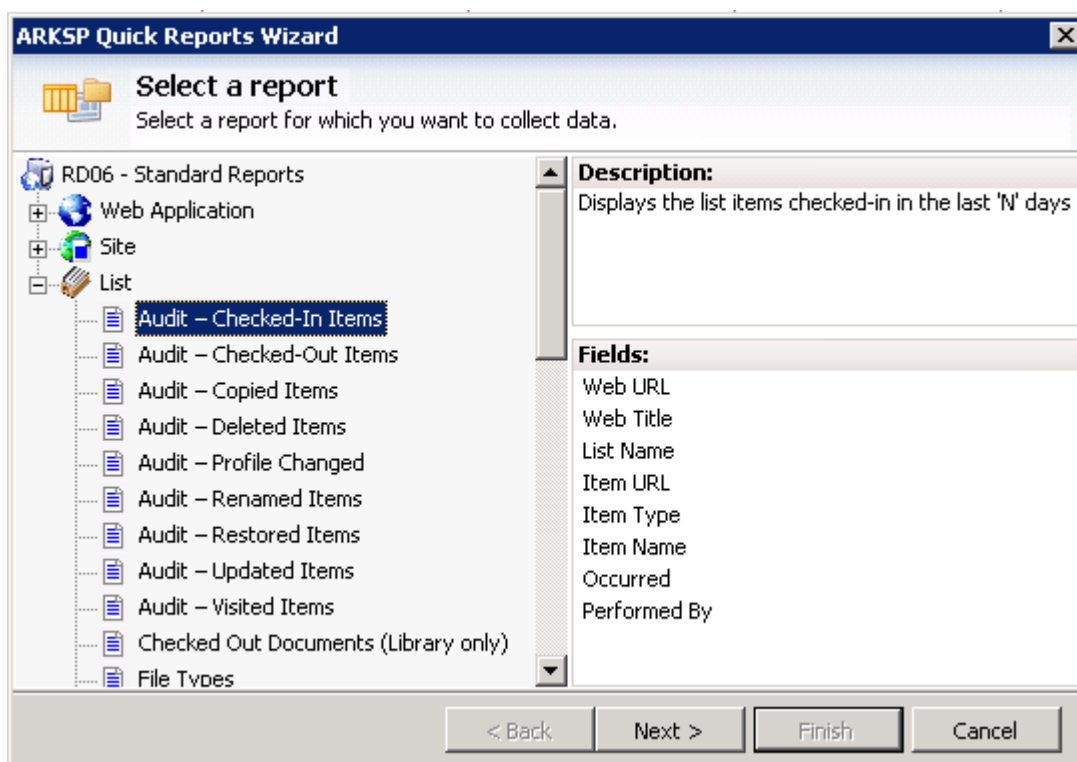 ARKSP Quick Reports Wizard
Select a report
Select a report for which you want to collect data.
RD06 - Standard Reports
Web Application
Site
List
Audit – Checked-In Items
Audit – Checked-Out Items
Audit – Copied Items
Audit – Deleted Items
Audit – Profile Changed
Audit – Renamed Items
Audit – Restored Items
Audit – Updated Items
Audit – Visited Items
Checked Out Documents (Library only)
File Types
Description:
Displays the list items checked-in in the last 'N' days
Fields:
Web URL
Web Title
List Name
Item URL
Item Type
Item Name
Occurred
Performed By
< Back
Next >
Finish
Cancel